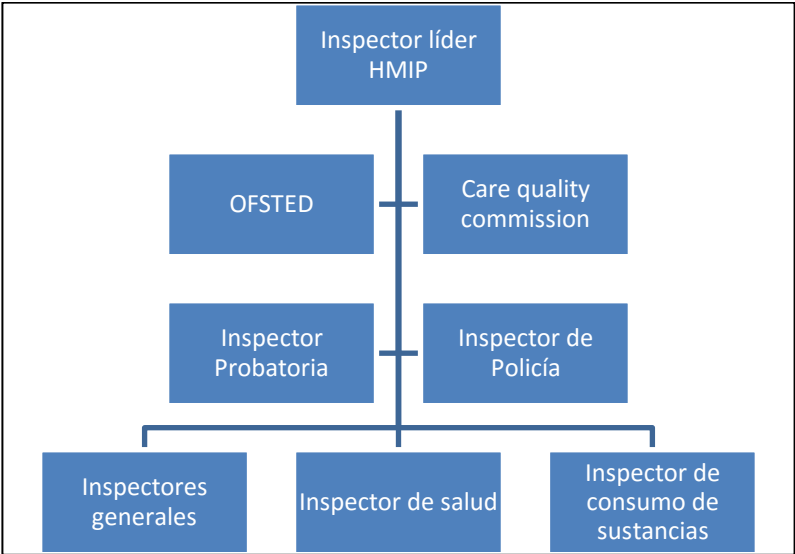 Inspector líder
HMIP
OFSTED
Care quality
commission
Inspector
Probatoria
Inspector de
Policía
Inspectores
generales
Inspector de salud
Inspector de
consumo de
sustancias